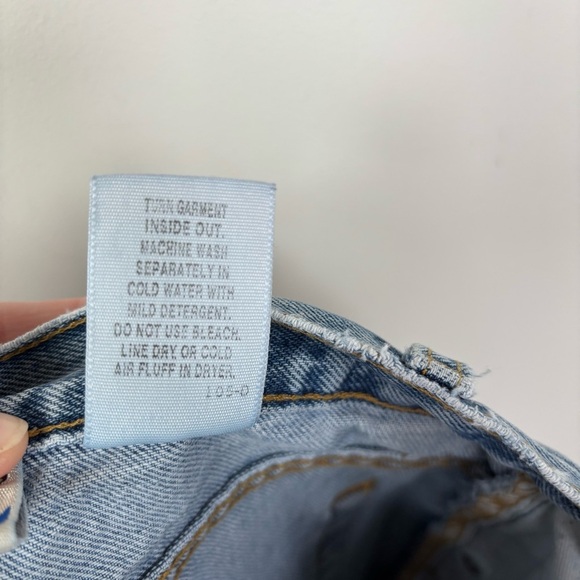 TURN GARMENT
INSIDE OUT.
MACHINE WASH
SEPARATELY IN
COLD WATER WITH
MILD DETERGENT.
DO NOT USE BLEACH.
LINE DRY OR COLD
AIR FLUFF IN DRYER.
105-D